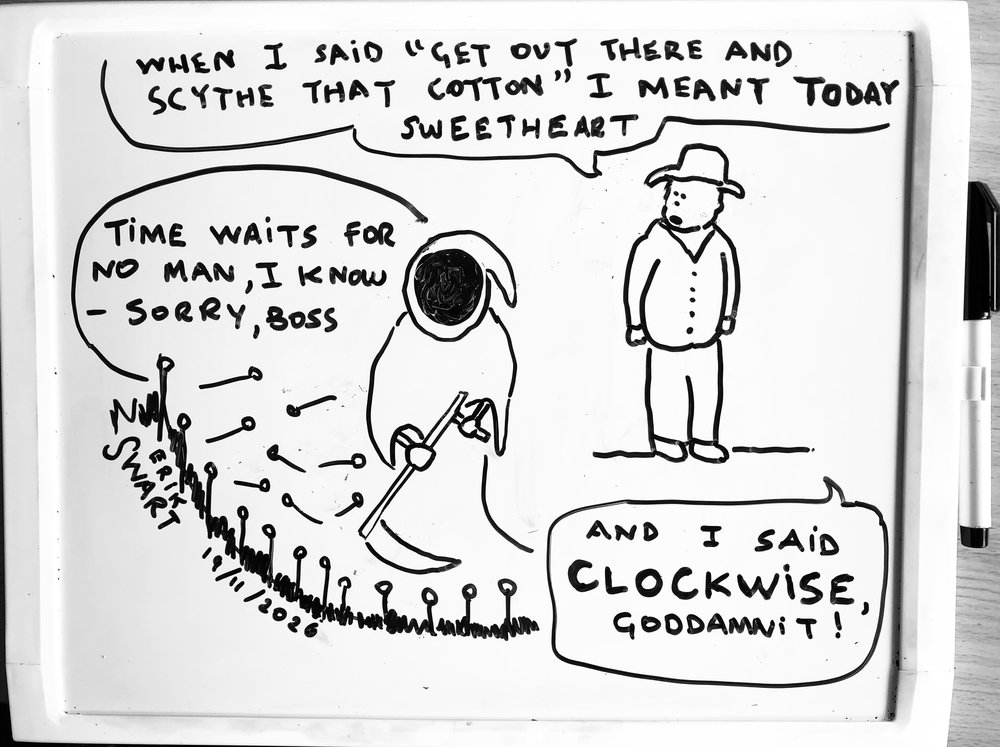 WHEN I SAID "GET OUT THERE AND
SCYTHE THAT COTTON" I MEANT TODAY
SWEETHEART
TIME WAITS FOR
NO MAN, I KNOW
- SORRY, BOSS
AND I SAID
CLOCKWISE,
GODDAMNIT!
ERIK
SWART
19/11/2026